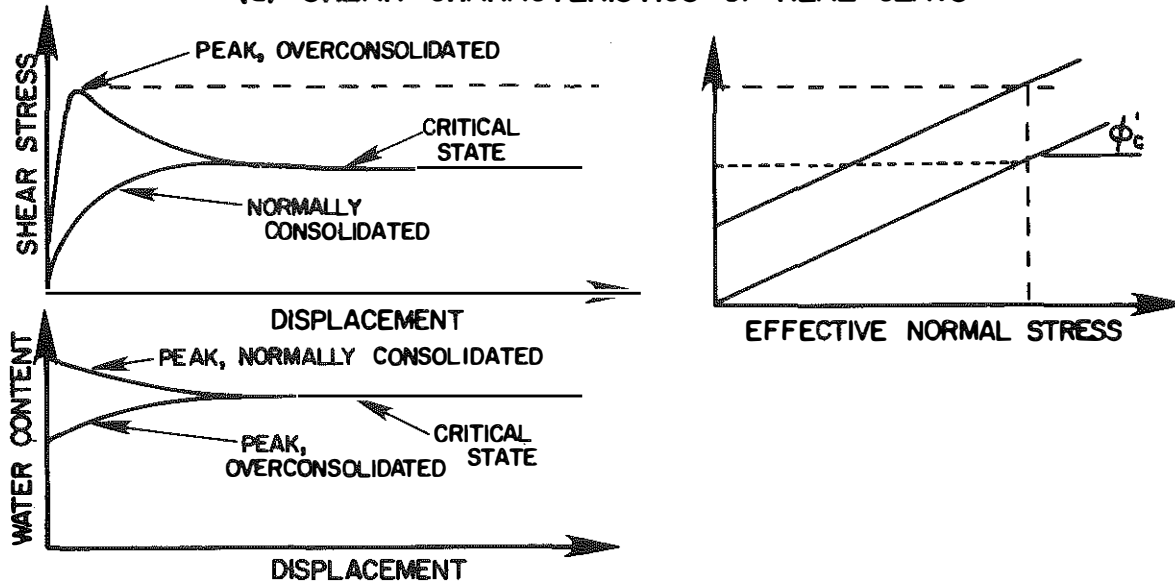 SHEAR STRESS
PEAK, OVERCONSOLIDATED
CRITICAL
STATE
NORMALLY
CONSOLIDATED
DISPLACEMENT
ϕ'c
EFFECTIVE NORMAL STRESS
WATER CONTENT
PEAK, NORMALLY CONSOLIDATED
CRITICAL
STATE
PEAK,
OVERCONSOLIDATED
DISPLACEMENT